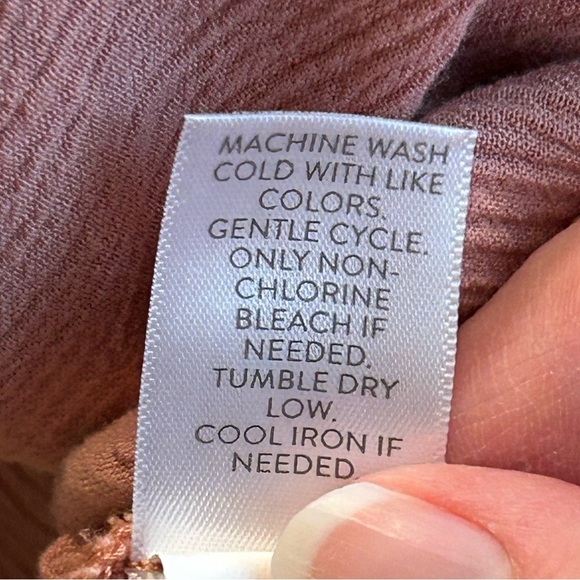 MACHINE WASH
COLD WITH LIKE
COLORS.
GENTLE CYCLE.
ONLY NON-
CHLORINE
BLEACH IF
NEEDED.
TUMBLE DRY
LOW.
COOL IRON IF
NEEDED.